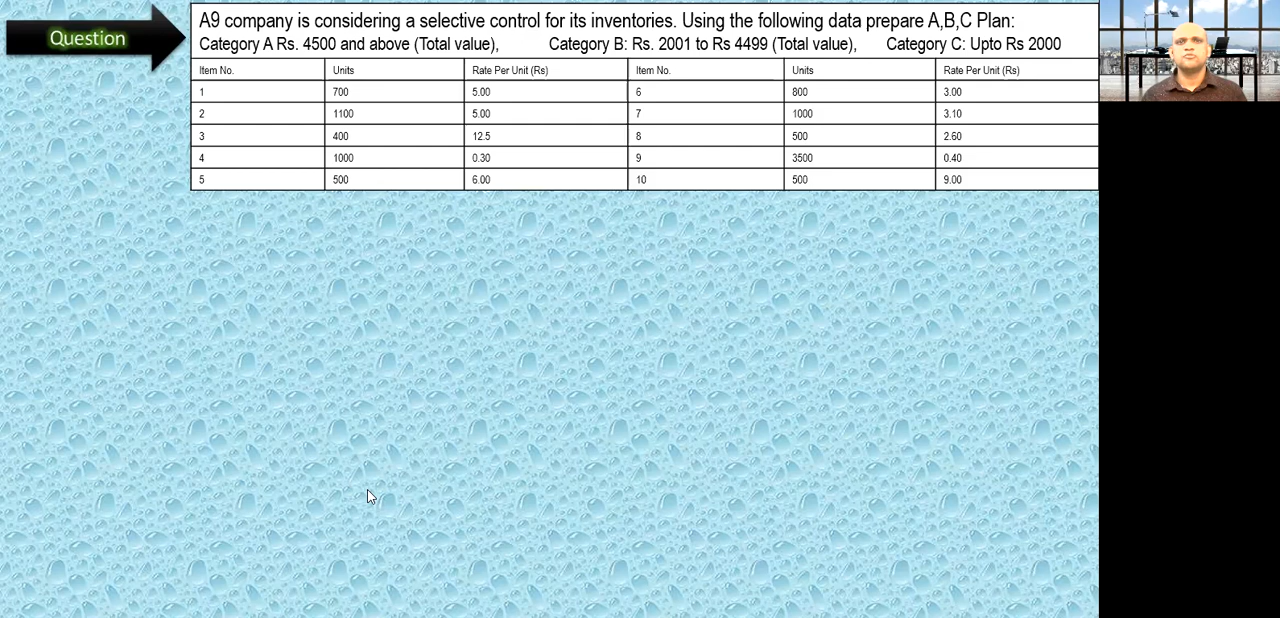 Question
A9 company is considering a selective control for its inventories. Using the following data prepare A,B,C Plan:
Category A Rs. 4500 and above (Total value), Category B: Rs. 2001 to Rs 4499 (Total value), Category C: Upto Rs 2000
Item No. Units Rate Per Unit (Rs) Item No. Units Rate Per Unit (Rs)
1 700 5.00 6 800 3.00
2 1100 5.00 7 1000 3.10
3 400 12.5 8 500 2.60
4 1000 0.30 9 3500 0.40
5 500 6.00 10 500 9.00